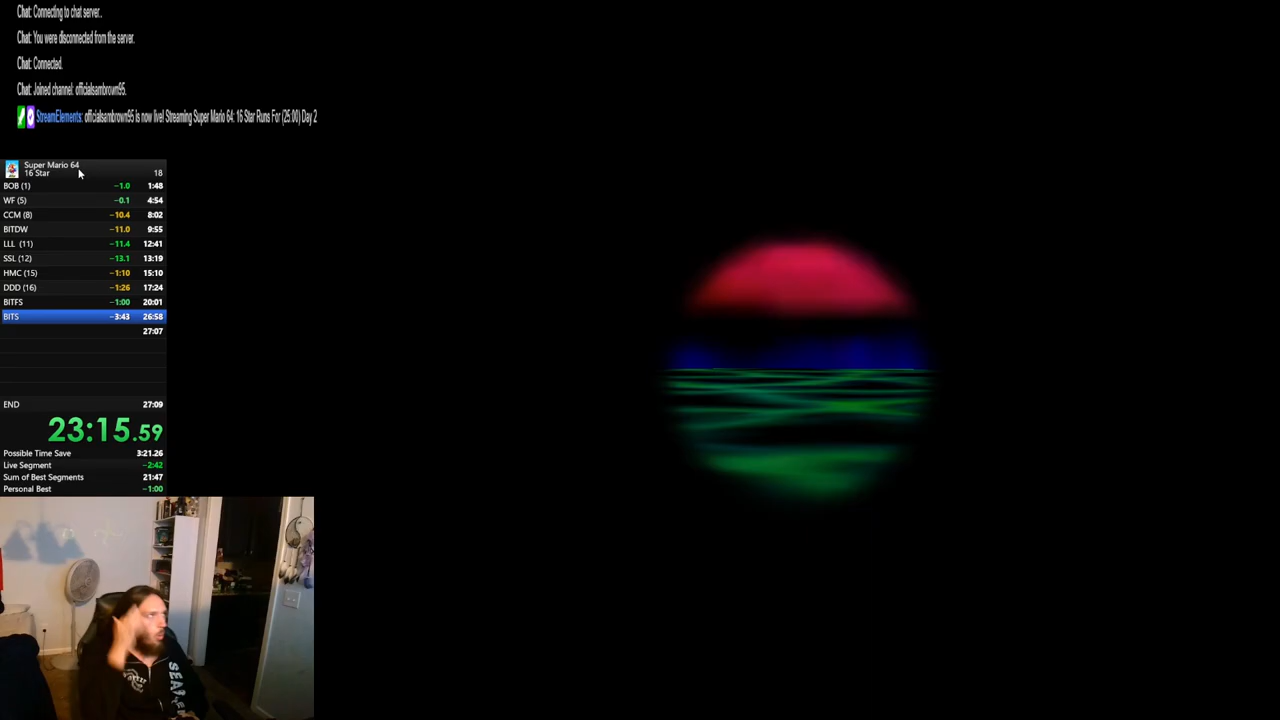 Chat: Connecting to chat server..
Chat: You were disconnected from the server.
Chat: Connected.
Chat: Joined channel: officialsambrown95.
StreamElements: officialsambrown95 is now live! Streaming Super Mario 64: 16 Star Runs For (25:00) Day 2
Super Mario 64
16 Star 18
BOB (1) −1.0 1:48
WF (5) −0.1 4:54
CCM (8) −10.4 8:02
BITDW −11.0 9:55
LLL (11) −11.4 12:41
SSL (12) −13.1 13:19
HMC (15) −1:10 15:10
DDD (16) −1:26 17:24
BITFS −1:00 20:01
BITS −3:43 26:58
27:07
END 27:09
23:15.59
Possible Time Save 3:21.26
Live Segment −2:42
Sum of Best Segments 21:47
Personal Best −1:00